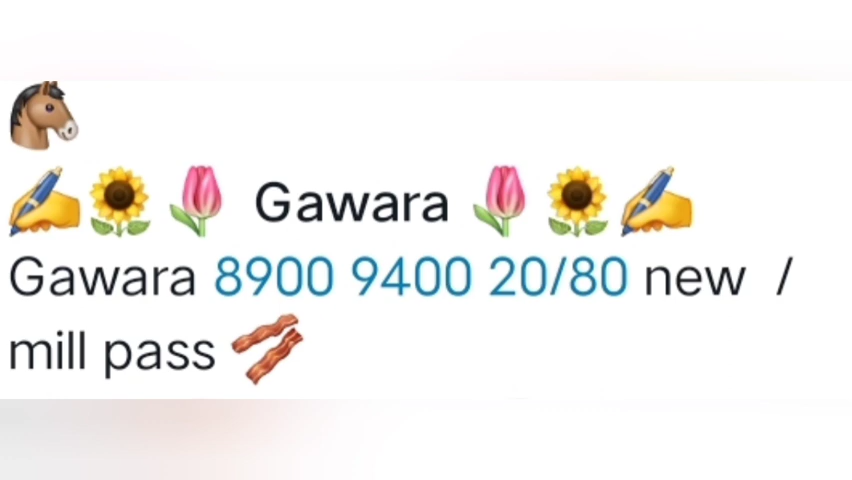 🐴
✍️🌻🌷 Gawara 🌷🌻✍️
Gawara 8900 9400 20/80 new /
mill pass 🥓